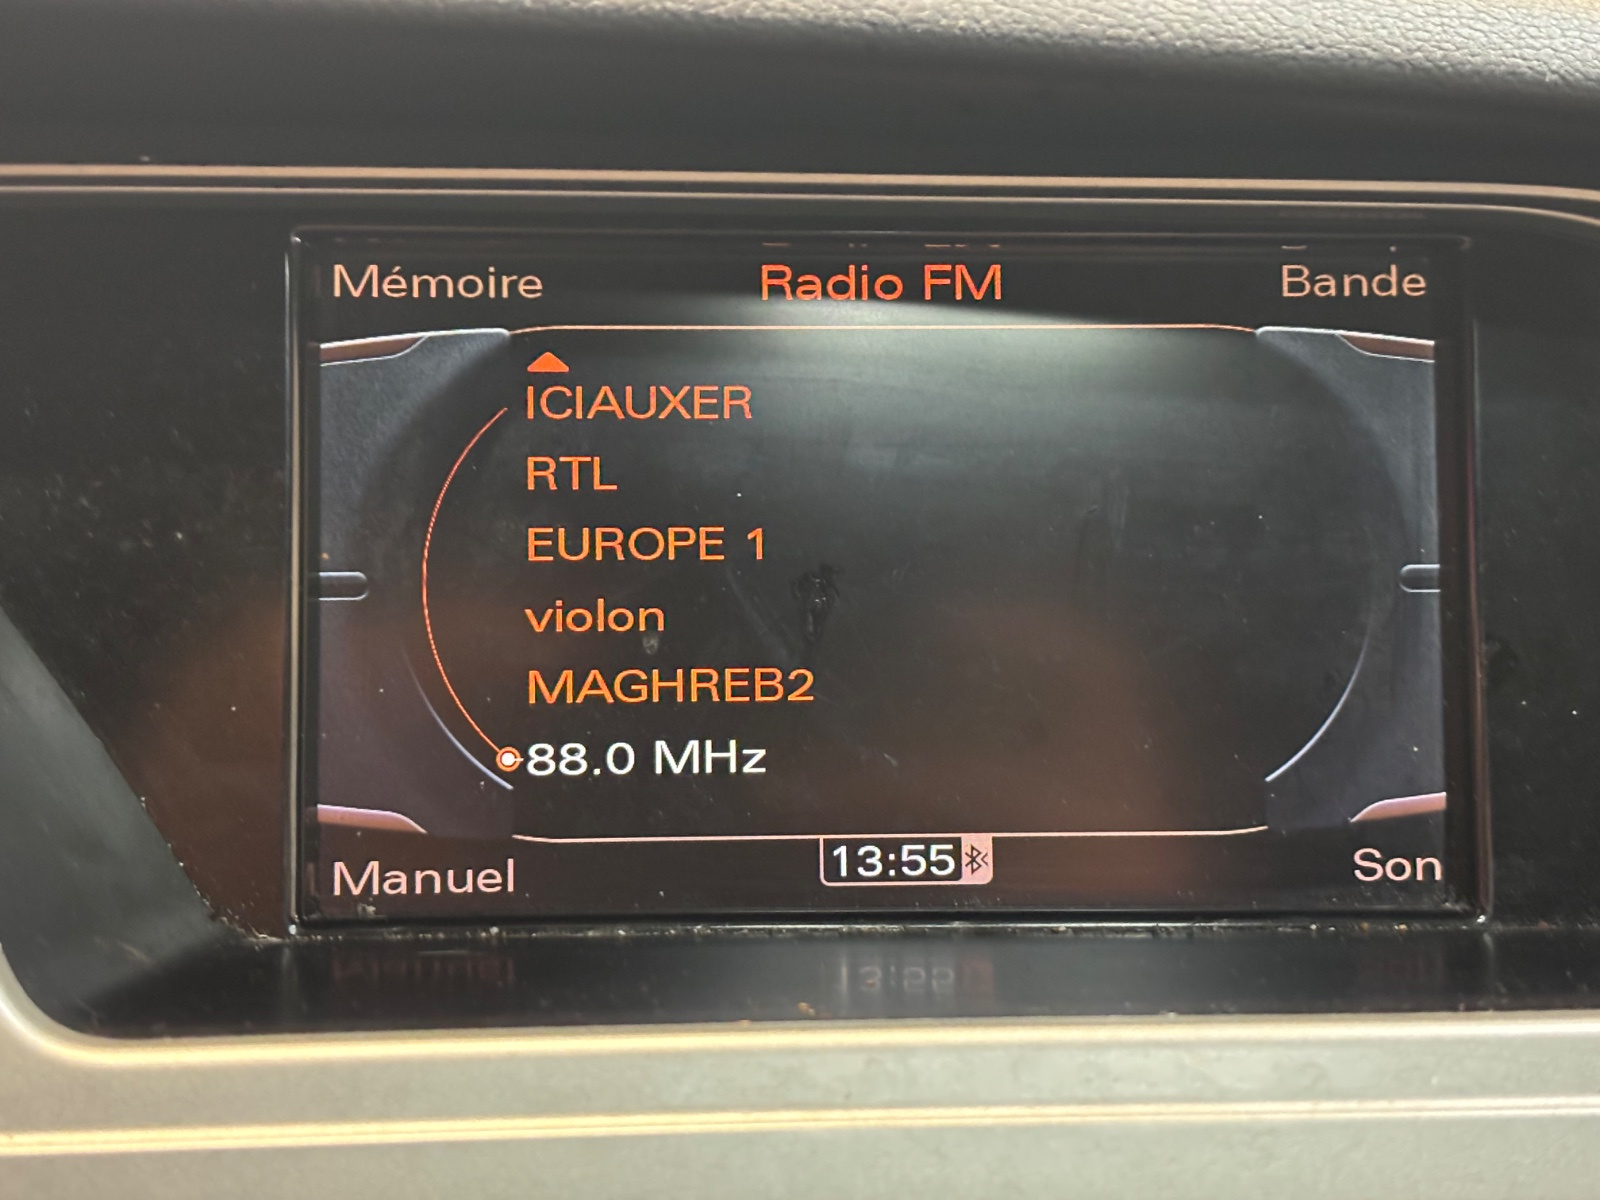 Mémoire Radio FM Bande
ICIAUXER
RTL
EUROPE 1
violon
MAGHREB2
88.0 MHz
Manuel 13:55 Son